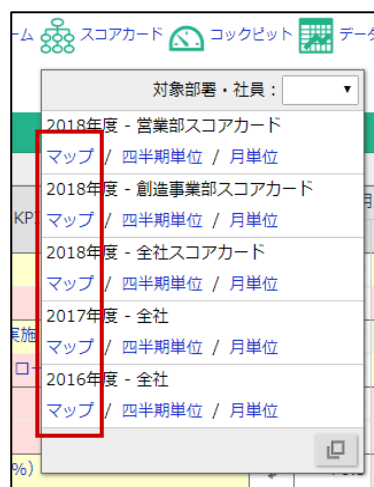 ーム スコアカード コックピット データ
対象部署・社員：
2018年度 - 営業部スコアカード
マップ / 四半期単位 / 月単位
2018年度 - 創造事業部スコアカード
KP
月
マップ / 四半期単位 / 月単位
2018年度 - 全社スコアカード
マップ / 四半期単位 / 月単位
2017年度 - 全社
実施
マップ / 四半期単位 / 月単位
ロー
2016年度 - 全社
マップ / 四半期単位 / 月単位
%)